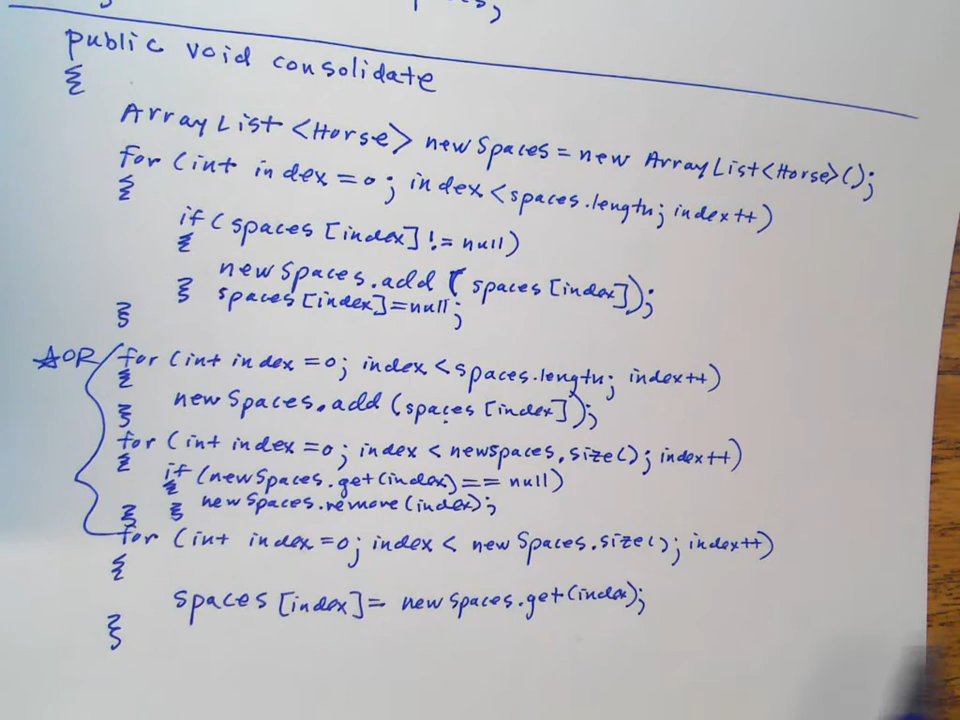 public void consolidate
{
ArrayList <Horse> newSpaces = new ArrayList<Horse>();
for (int index = 0; index < spaces.length; index++)
{
if (spaces [index] != null)
{
newSpaces.add (spaces [index]);
} spaces [index] = null;
}
☆OR for (int index = 0; index < spaces.length; index++)
{
newSpaces.add (spaces [index]);
}
for (int index = 0; index < newspaces.size(); index++)
{
if (newSpaces.get(index) == null)
{
} } newSpaces.remove(index);
for (int index = 0; index < newSpaces.size(); index++)
{
spaces [index] = newSpaces.get(index);
}
}